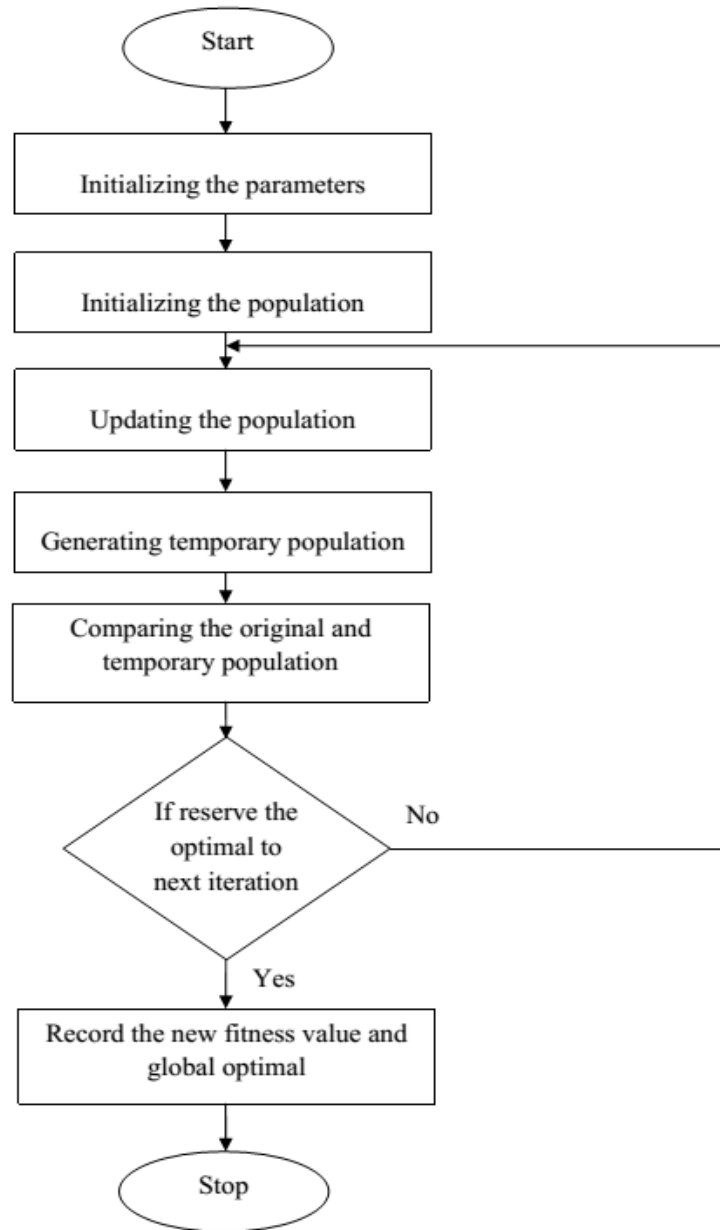 Start
Initializing the parameters
Initializing the population
Updating the population
Generating temporary population
Comparing the original and
temporary population
If reserve the
optimal to
next iteration
No
Yes
Record the new fitness value and
global optimal
Stop